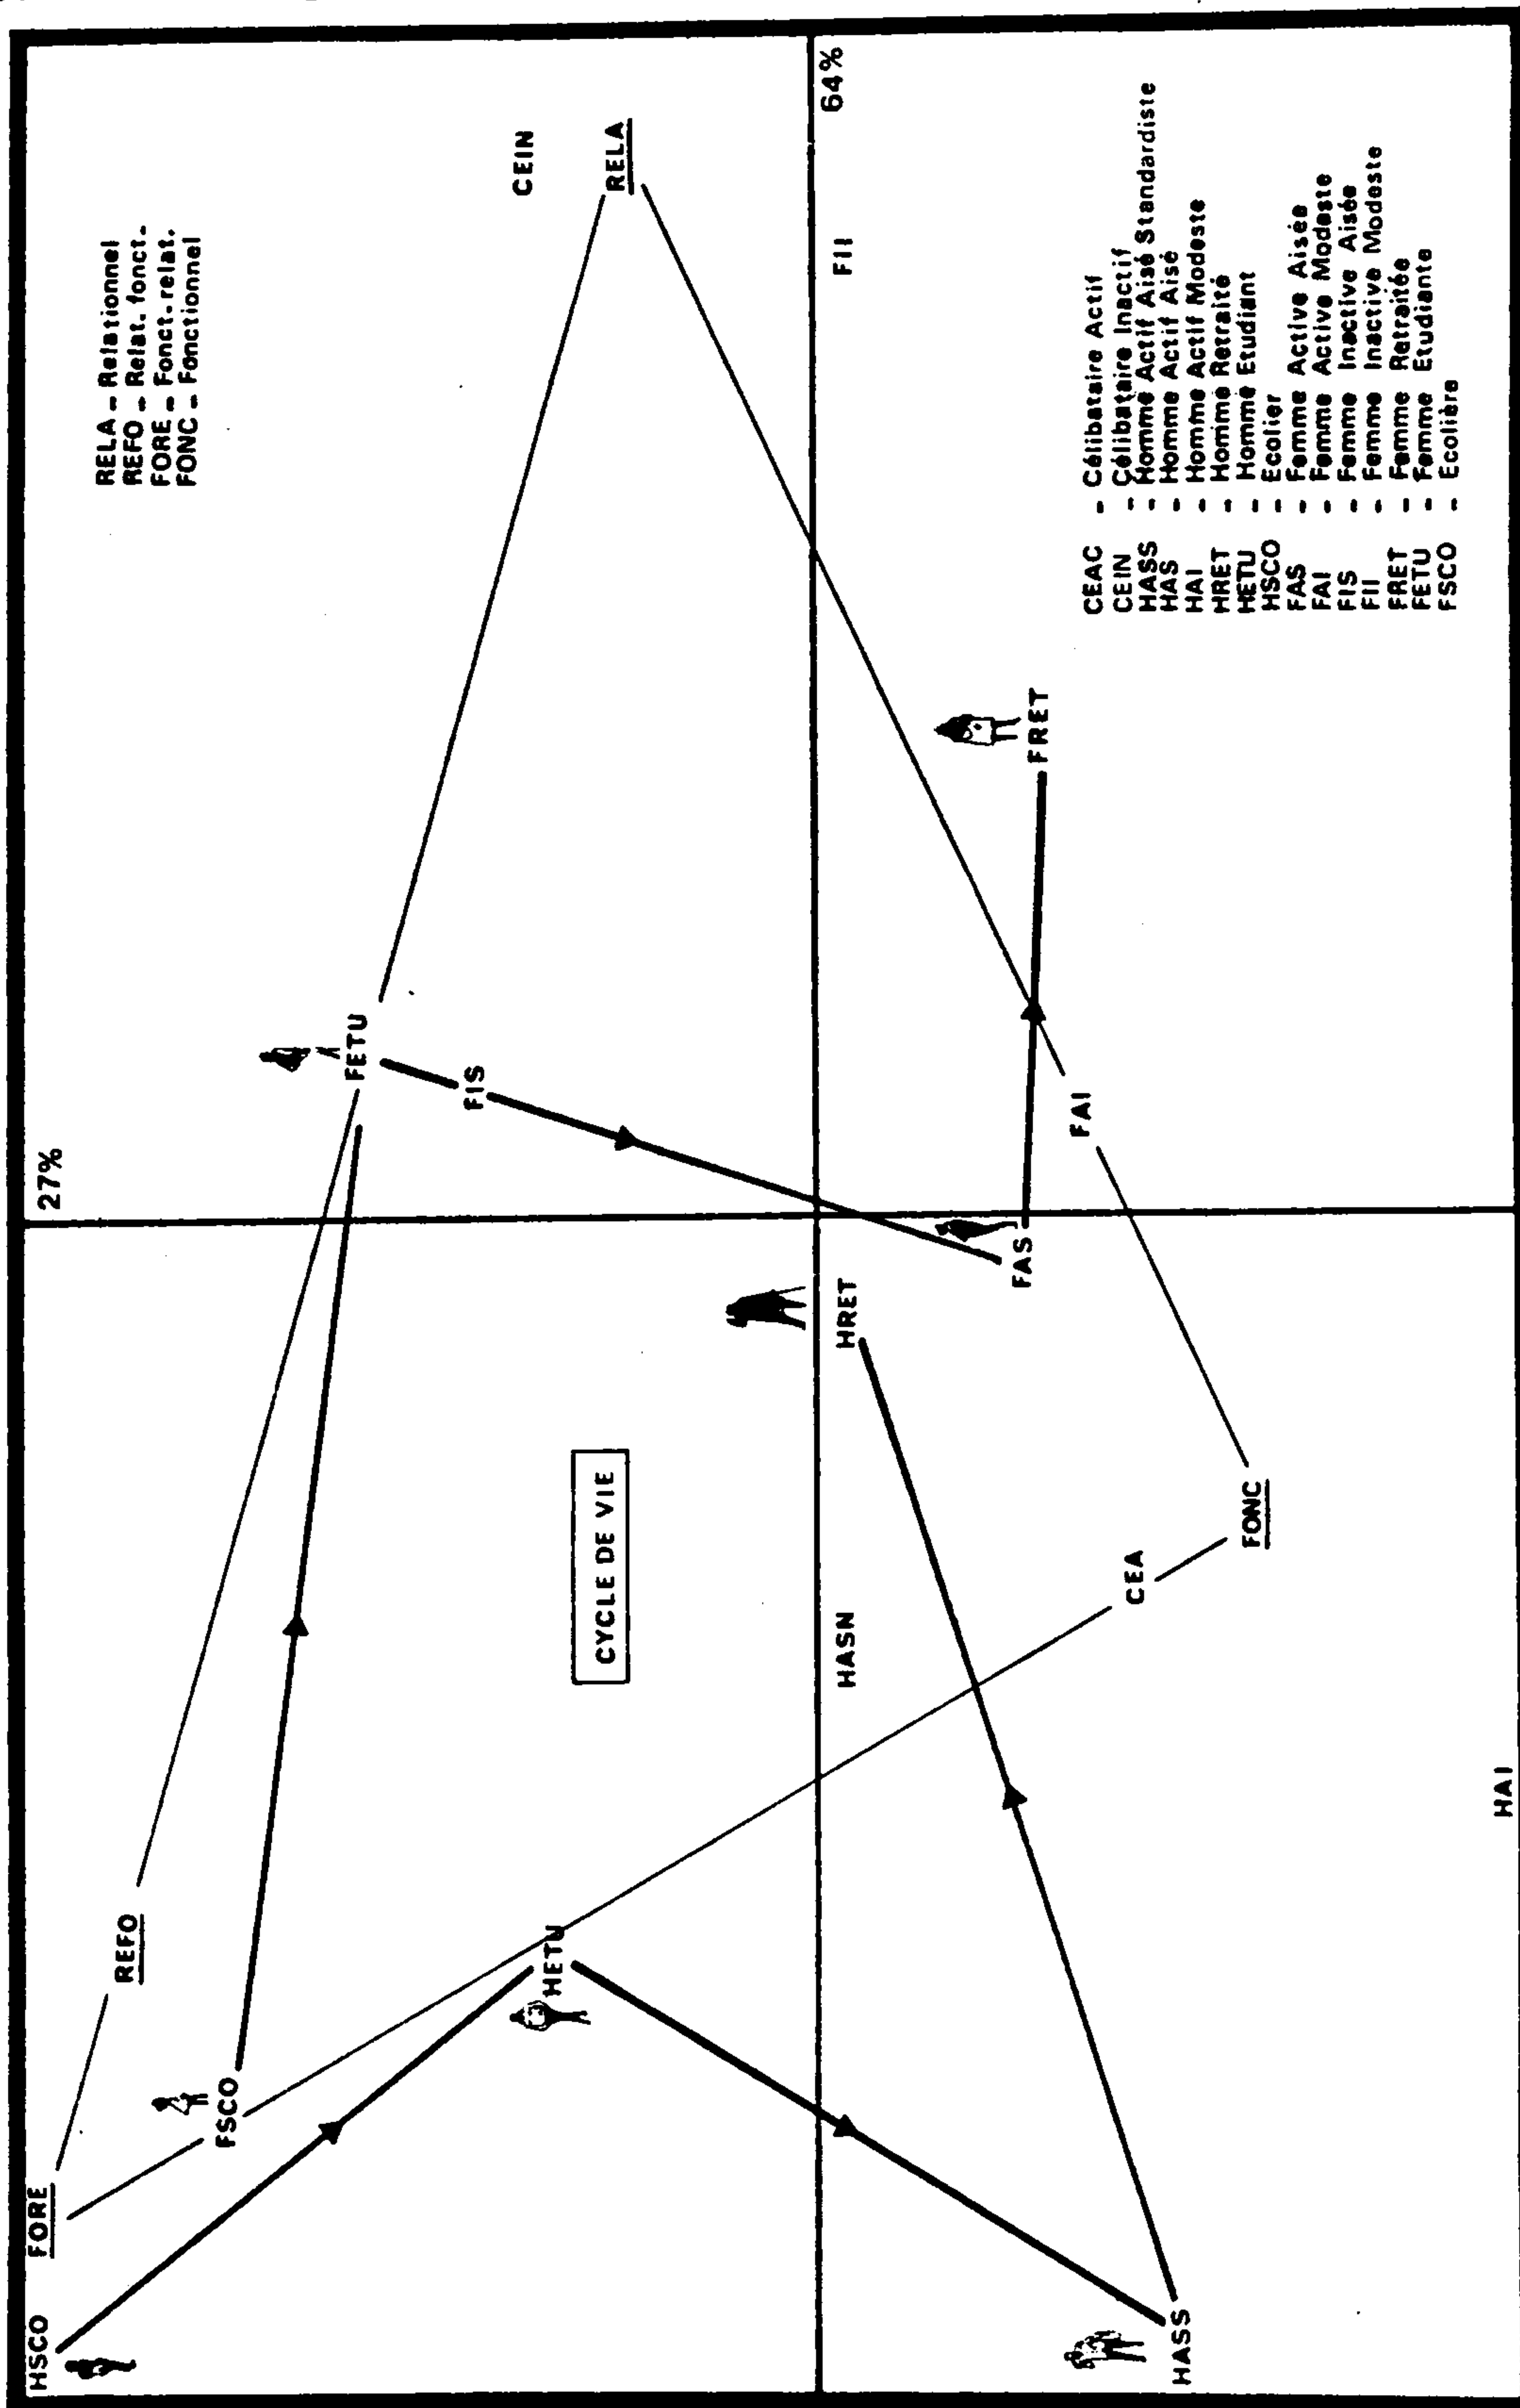 HSCO
FORE
27%
REFO
RELA - Relationnel
REFO - Relat. fonct.
FORE - Fonct. relat.
FONC - Fonctionnel
FSCO
FETU
FIS
CEIN
HETU
CYCLE DE VIE
RELA
64%
HASN
HRET
FII
FAS
FRET
FAI
CEA
HASS
FONC
HAI
CEAC - Célibataire Actif
CEIN - Célibataire Inactif
HASS - Homme Actif Aisé Standardiste
HAS - Homme Actif Aisé
HAI - Homme Actif Modeste
HRET - Homme Retraité
HETU - Homme Etudiant
HSCO - Ecolier
FAS - Femme Active Aisée
FAI - Femme Active Modeste
FIS - Femme Inactive Aisée
FII - Femme Inactive Modeste
FRET - Femme Retraitée
FETU - Femme Etudiante
FSCO - Ecolière